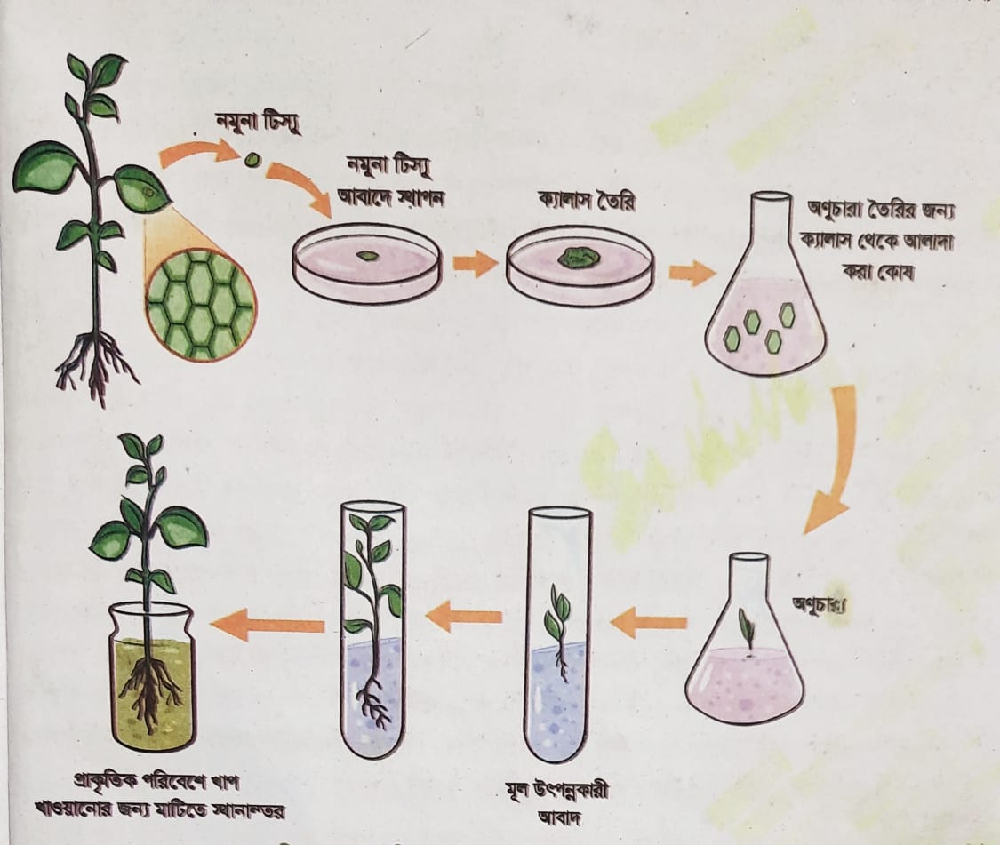 নমুনা টিস্যু
নমুনা টিস্যু
আবাদে স্থাপন
ক্যালাস তৈরি
অণুচারা তৈরির জন্য
ক্যালাস থেকে আলাদা
করা কোষ
অণুচারা
মূল উৎপন্নকারী
আবাদ
প্রাকৃতিক পরিবেশে খাপ
খাওয়ানোর জন্য মাটিতে স্থানান্তর